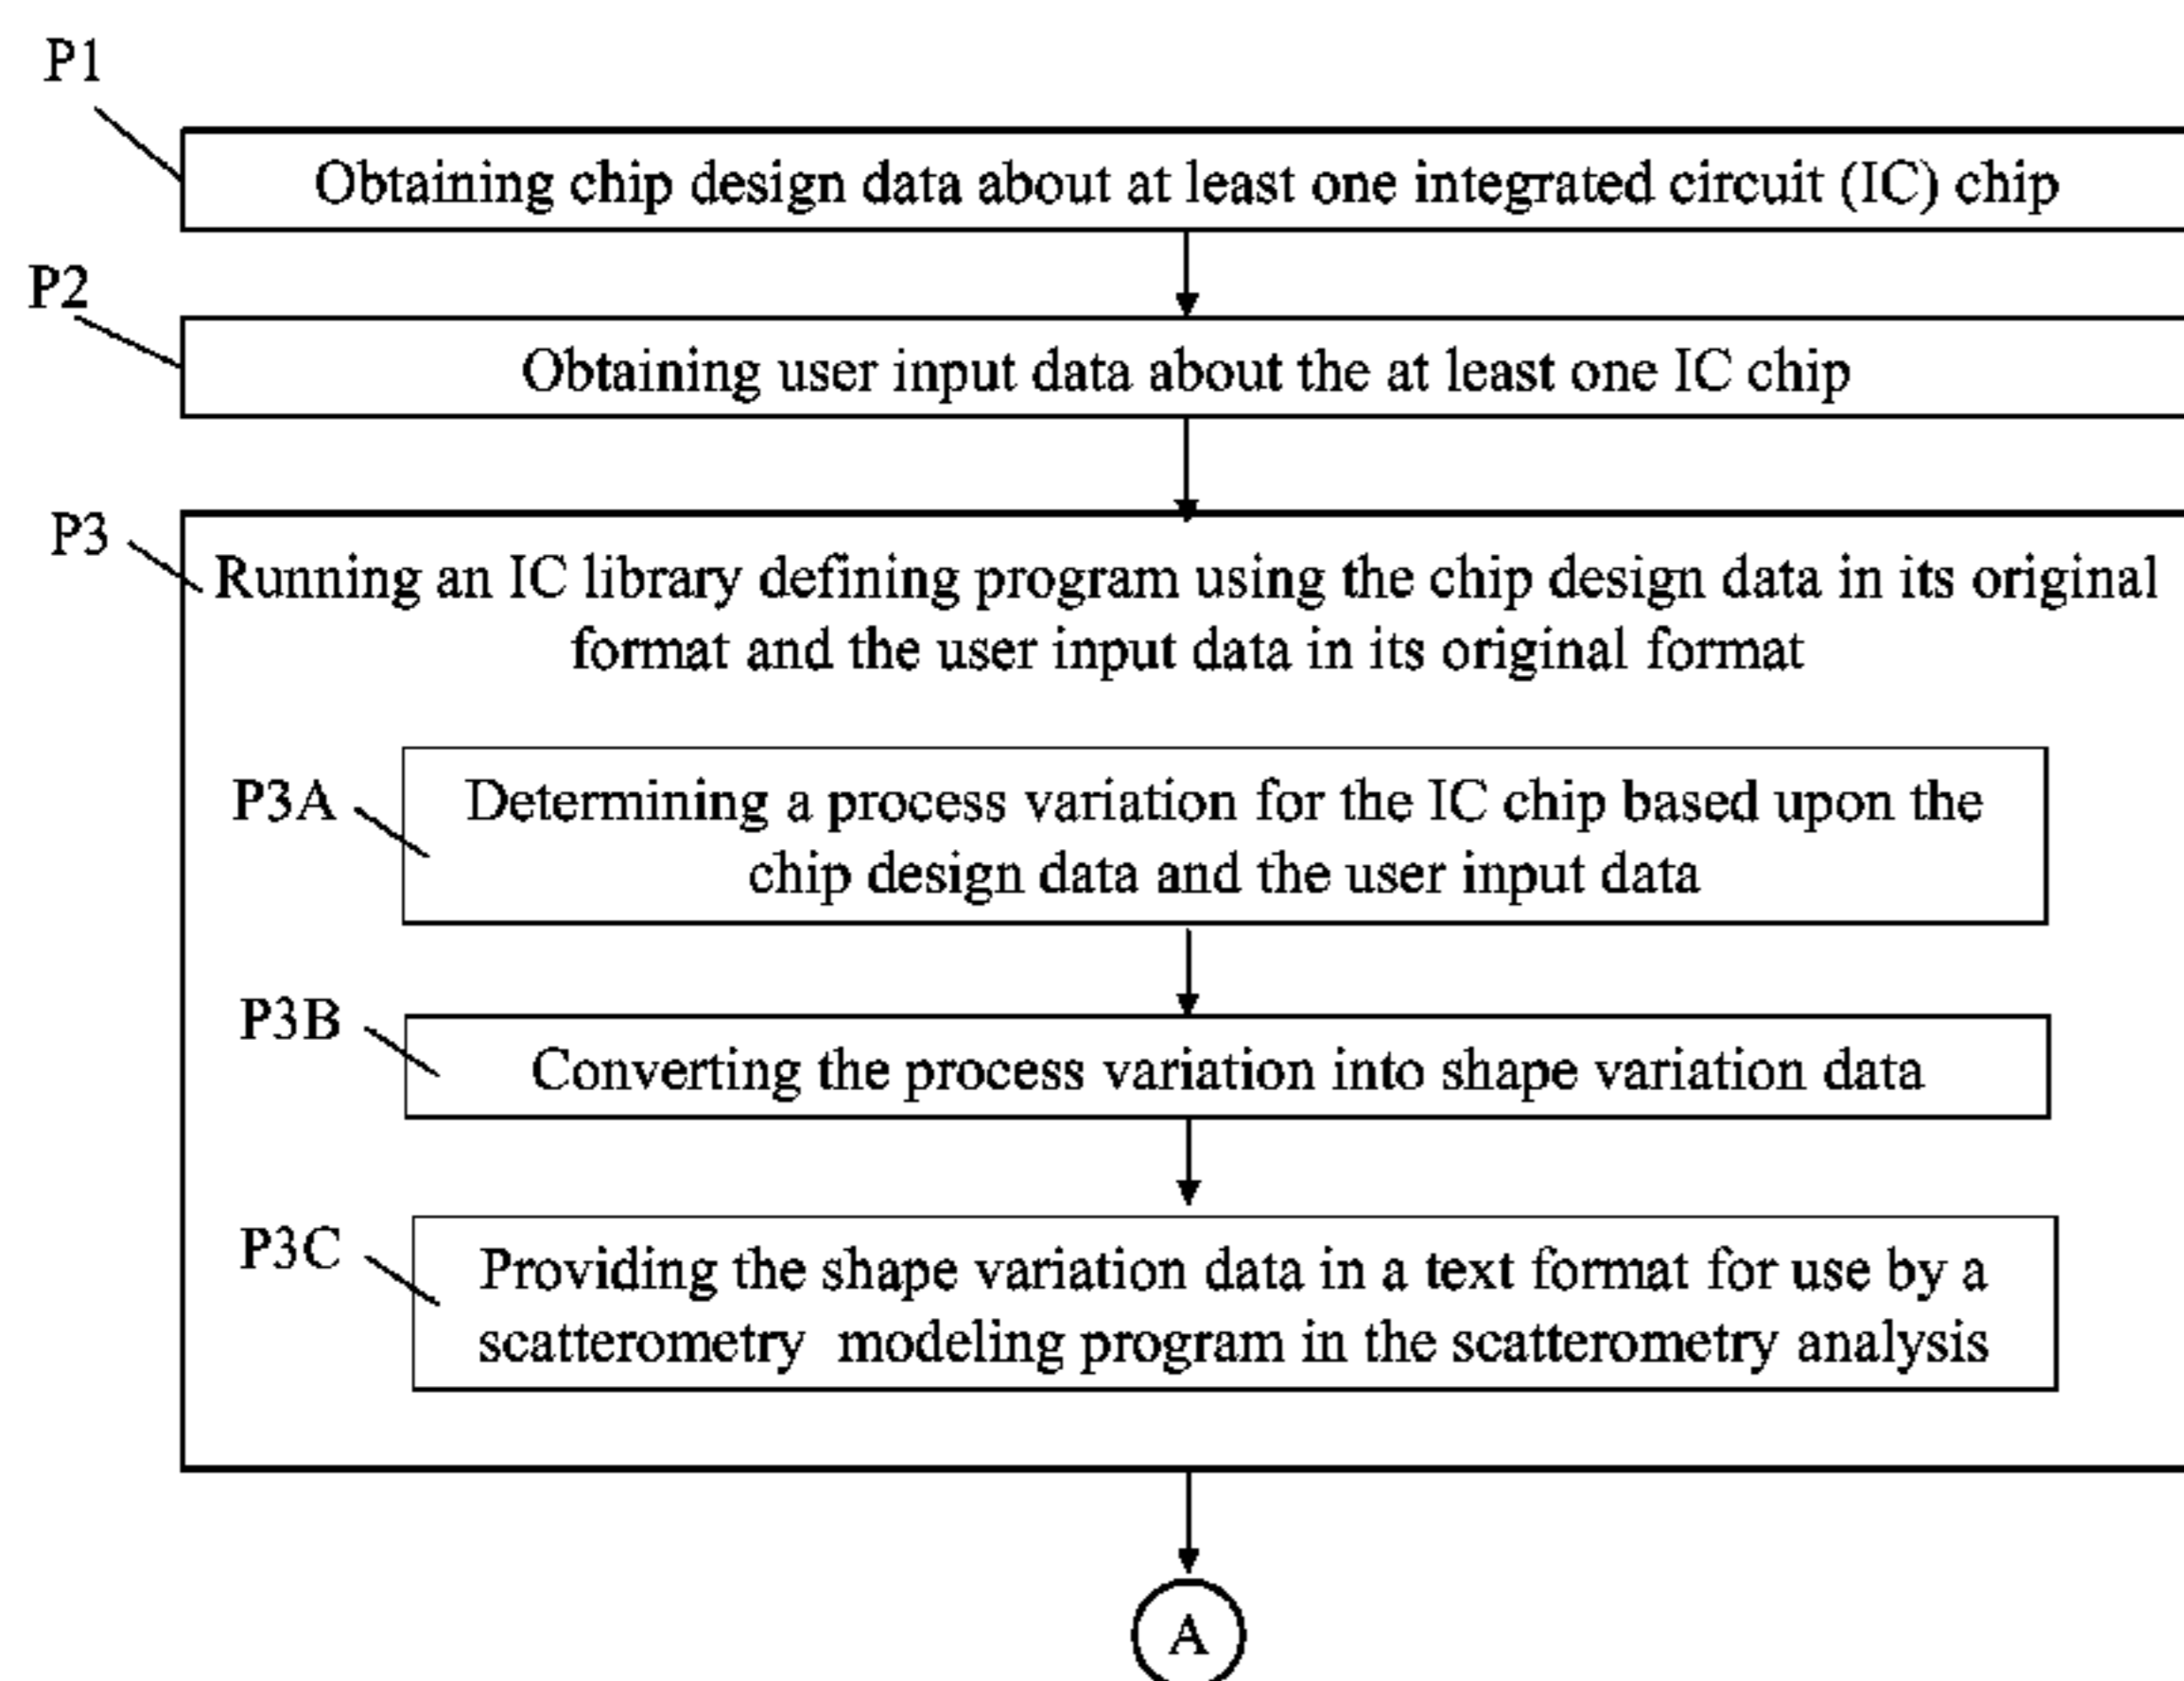 P1
Obtaining chip design data about at least one integrated circuit (IC) chip
P2
Obtaining user input data about the at least one IC chip
P3
Running an IC library defining program using the chip design data in its original
format and the user input data in its original format
P3A
Determining a process variation for the IC chip based upon the
chip design data and the user input data
P3B
Converting the process variation into shape variation data
P3C
Providing the shape variation data in a text format for use by a
scatterometry modeling program in the scatterometry analysis
A